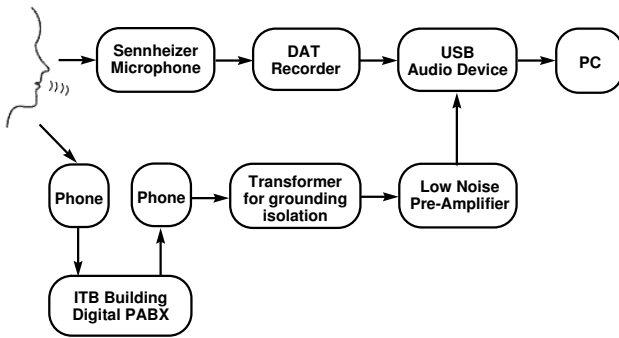 Sennheizer
Microphone
DAT
Recorder
USB
Audio Device
PC
Phone
Phone
Transformer
for grounding
isolation
Low Noise
Pre-Amplifier
ITB Building
Digital PABX